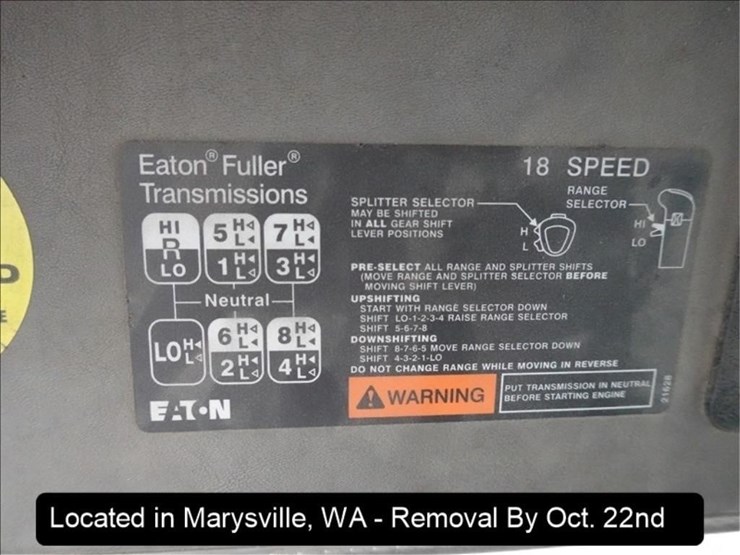 Eaton® Fuller®
Transmissions
18 SPEED
HI
R
LO
5 H L
7 H L
1 H L
3 H L
Neutral
LO H L
6 H L
8 H L
2 H L
4 H L
EATON
SPLITTER SELECTOR
MAY BE SHIFTED
IN ALL GEAR SHIFT
LEVER POSITIONS
H
L
RANGE
SELECTOR
HI
LO
PRE-SELECT ALL RANGE AND SPLITTER SHIFTS
(MOVE RANGE AND SPLITTER SELECTOR BEFORE
MOVING SHIFT LEVER)
UPSHIFTING
START WITH RANGE SELECTOR DOWN
SHIFT LO-1-2-3-4 RAISE RANGE SELECTOR
SHIFT 5-6-7-8
DOWNSHIFTING
SHIFT 8-7-6-5 MOVE RANGE SELECTOR DOWN
SHIFT 4-3-2-1-LO
DO NOT CHANGE RANGE WHILE MOVING IN REVERSE
WARNING
PUT TRANSMISSION IN NEUTRAL
BEFORE STARTING ENGINE
21628
D
E
Located in Marysville, WA - Removal By Oct. 22nd